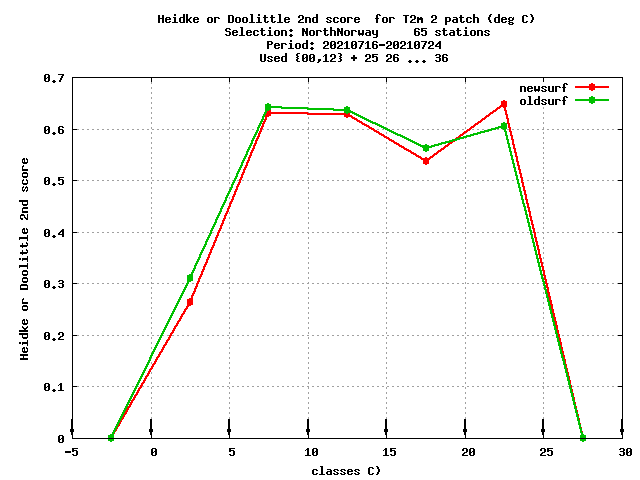 Heidke or Doolittle 2nd score  for T2m 2 patch (deg C)
Selection: NorthNorway     65 stations
Period: 20210716-20210724
Used {00,12} + 25 26 ... 36
newsurf
oldsurf
Heidke or Doolittle 2nd score
0.7
0.6
0.5
0.4
0.3
0.2
0.1
0
-5 0 5 10 15 20 25 30
classes C)